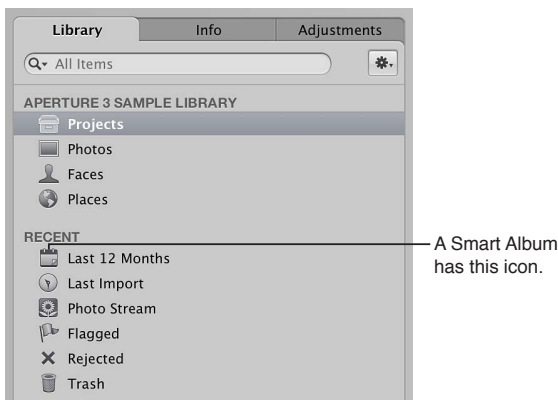 Library Info Adjustments
All Items
APERTURE 3 SAMPLE LIBRARY
Projects
Photos
Faces
Places
RECENT
Last 12 Months
A Smart Album
has this icon.
Last Import
Photo Stream
Flagged
Rejected
Trash